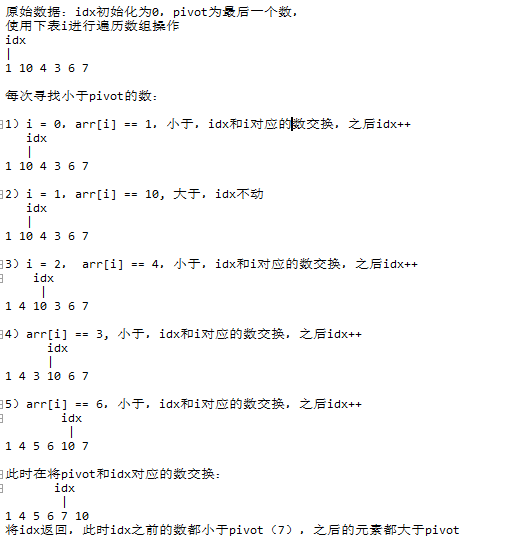 原始数据：idx初始化为0，pivot为最后一个数，
使用下表i进行遍历数组操作
idx
|
1 10 4 3 6 7
每次寻找小于pivot的数：
1）i = 0，arr[i] == 1，小于，idx和i对应的数交换，之后idx++
idx
|
1 10 4 3 6 7
2）i = 1，arr[i] == 10，大于，idx不动
idx
|
1 10 4 3 6 7
3）i = 2， arr[i] == 4，小于，idx和i对应的数交换，之后idx++
idx
|
1 4 10 3 6 7
4）arr[i] == 3，小于，idx和i对应的数交换，之后idx++
idx
|
1 4 3 10 6 7
5）arr[i] == 6，小于，idx和i对应的数交换，之后idx++
idx
|
1 4 5 6 10 7
此时在将pivot和idx对应的数交换：
idx
|
1 4 5 6 7 10
将idx返回，此时idx之前的数都小于pivot（7），之后的元素都大于pivot